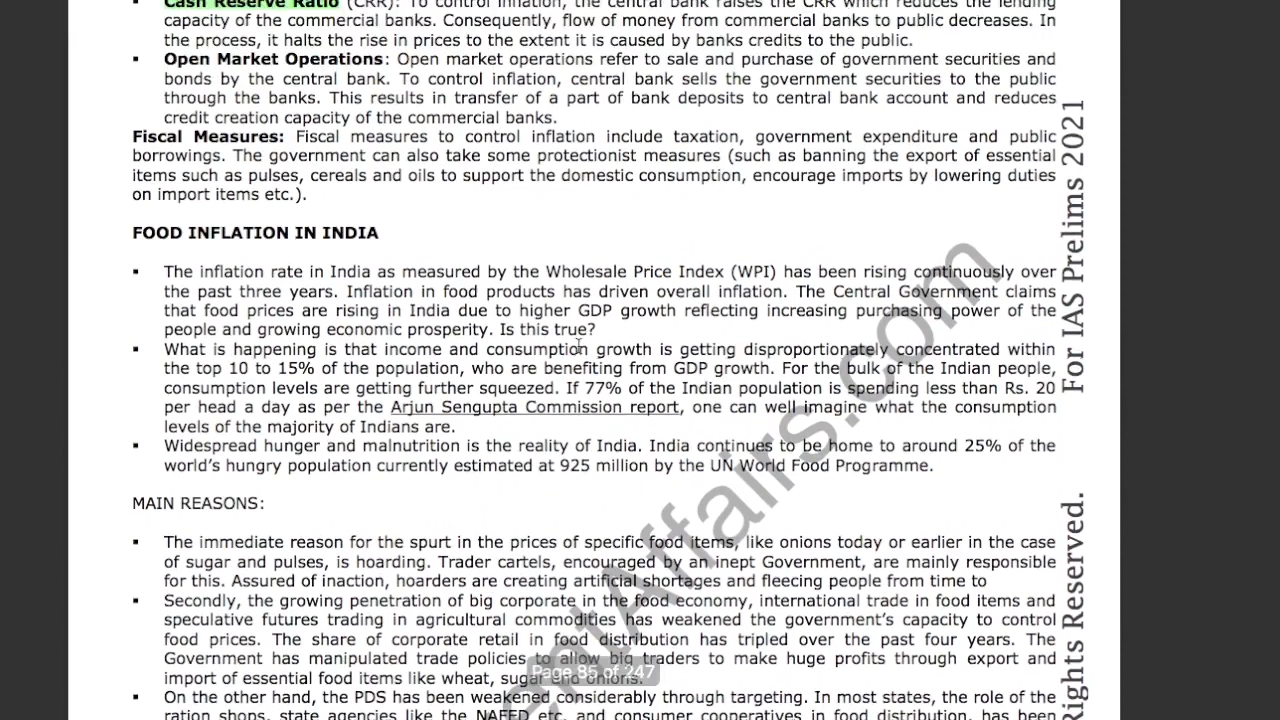 ▪ Cash Reserve Ratio (CRR): To control inflation, the central bank raises the CRR which reduces the lending
capacity of the commercial banks. Consequently, flow of money from commercial banks to public decreases. In
the process, it halts the rise in prices to the extent it is caused by banks credits to the public.
▪ Open Market Operations: Open market operations refer to sale and purchase of government securities and
bonds by the central bank. To control inflation, central bank sells the government securities to the public
through the banks. This results in transfer of a part of bank deposits to central bank account and reduces
credit creation capacity of the commercial banks.
Fiscal Measures: Fiscal measures to control inflation include taxation, government expenditure and public
borrowings. The government can also take some protectionist measures (such as banning the export of essential
items such as pulses, cereals and oils to support the domestic consumption, encourage imports by lowering duties
on import items etc.).
FOOD INFLATION IN INDIA
▪ The inflation rate in India as measured by the Wholesale Price Index (WPI) has been rising continuously over
the past three years. Inflation in food products has driven overall inflation. The Central Government claims
that food prices are rising in India due to higher GDP growth reflecting increasing purchasing power of the
people and growing economic prosperity. Is this true?
▪ What is happening is that income and consumption growth is getting disproportionately concentrated within
the top 10 to 15% of the population, who are benefiting from GDP growth. For the bulk of the Indian people,
consumption levels are getting further squeezed. If 77% of the Indian population is spending less than Rs. 20
per head a day as per the Arjun Sengupta Commission report, one can well imagine what the consumption
levels of the majority of Indians are.
▪ Widespread hunger and malnutrition is the reality of India. India continues to be home to around 25% of the
world's hungry population currently estimated at 925 million by the UN World Food Programme.
MAIN REASONS:
▪ The immediate reason for the spurt in the prices of specific food items, like onions today or earlier in the case
of sugar and pulses, is hoarding. Trader cartels, encouraged by an inept Government, are mainly responsible
for this. Assured of inaction, hoarders are creating artificial shortages and fleecing people from time to
▪ Secondly, the growing penetration of big corporate in the food economy, international trade in food items and
speculative futures trading in agricultural commodities has weakened the government's capacity to control
food prices. The share of corporate retail in food distribution has tripled over the past four years. The
Government has manipulated trade policies to allow big traders to make huge profits through export and
import of essential food items like wheat, sugar and onions.
▪ On the other hand, the PDS has been weakened considerably through targeting. In most states, the role of the
ration shops, state agencies like the NAFED etc. and consumer cooperatives in food distribution, has been
Page 85 of 247
entAffairs.com
For IAS Prelims 2021
Rights Reserved.